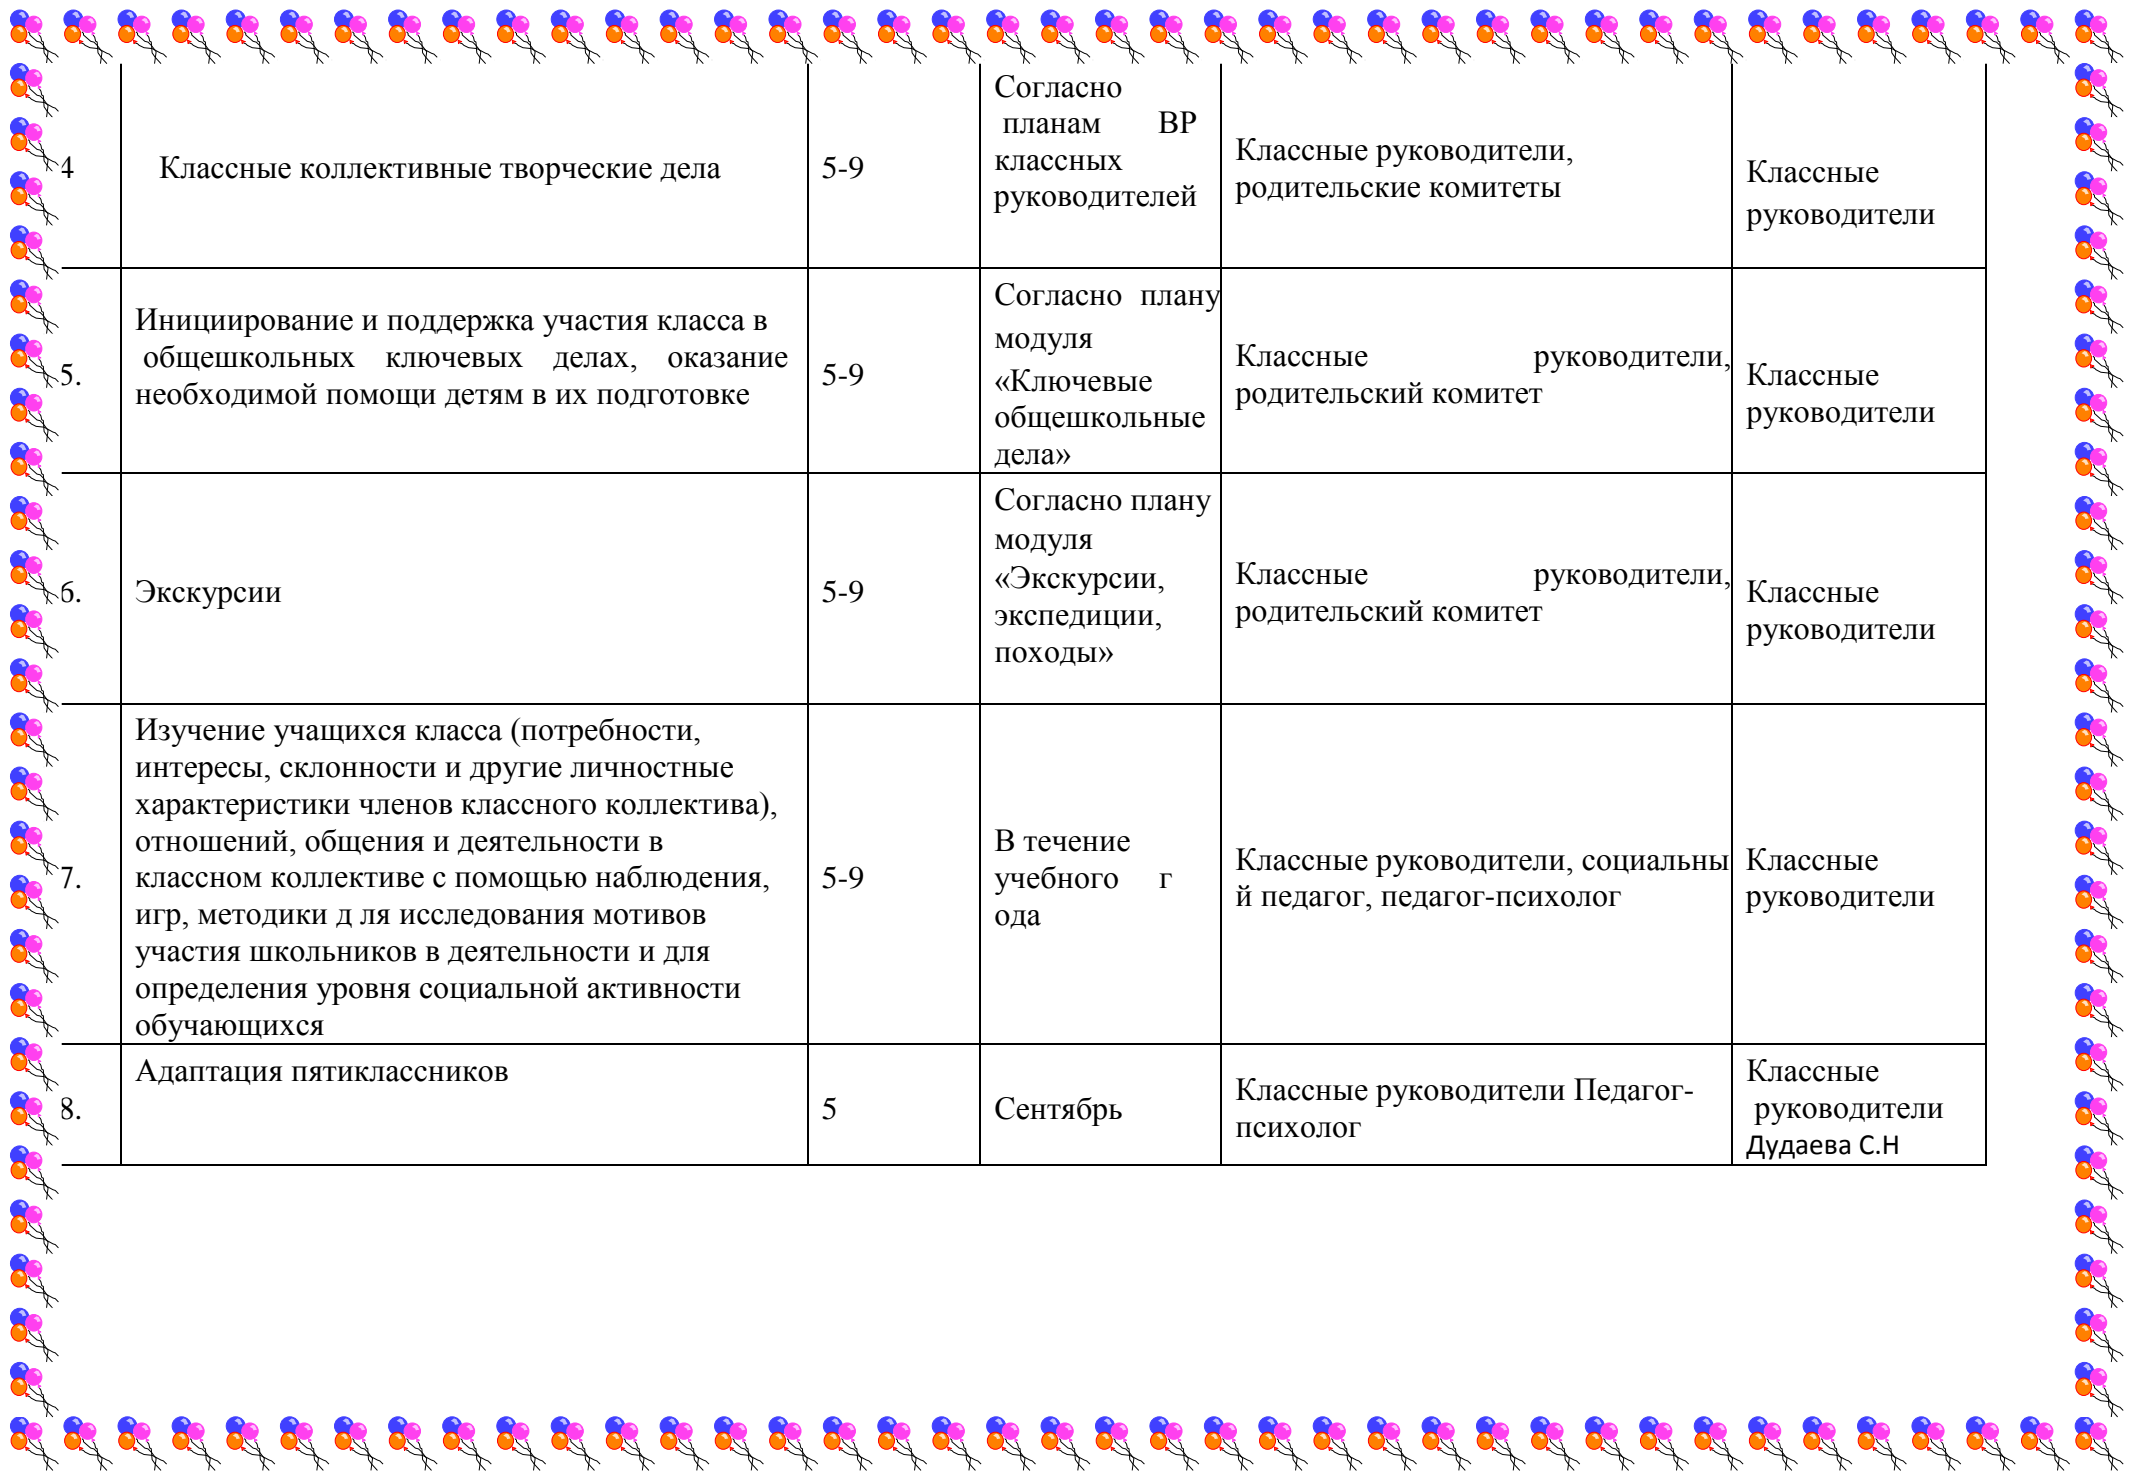 4
Классные коллективные творческие дела
5-9
Согласно
планам ВР
классных
руководителей
Классные руководители,
родительские комитеты
Классные
руководители
5.
Инициирование и поддержка участия класса в
общешкольных ключевых делах, оказание
необходимой помощи детям в их подготовке
5-9
Согласно плану
модуля
«Ключевые
общешкольные
дела»
Классные руководители,
родительский комитет
Классные
руководители
6.
Экскурсии
5-9
Согласно плану
модуля
«Экскурсии,
экспедиции,
походы»
Классные руководители,
родительский комитет
Классные
руководители
7.
Изучение учащихся класса (потребности,
интересы, склонности и другие личностные
характеристики членов классного коллектива),
отношений, общения и деятельности в
классном коллективе с помощью наблюдения,
игр, методики д ля исследования мотивов
участия школьников в деятельности и для
определения уровня социальной активности
обучающихся
5-9
В течение
учебного г
ода
Классные руководители, социальны
й педагог, педагог-психолог
Классные
руководители
8.
Адаптация пятиклассников
5
Сентябрь
Классные руководители Педагог-
психолог
Классные
руководители
Дудаева С.Н